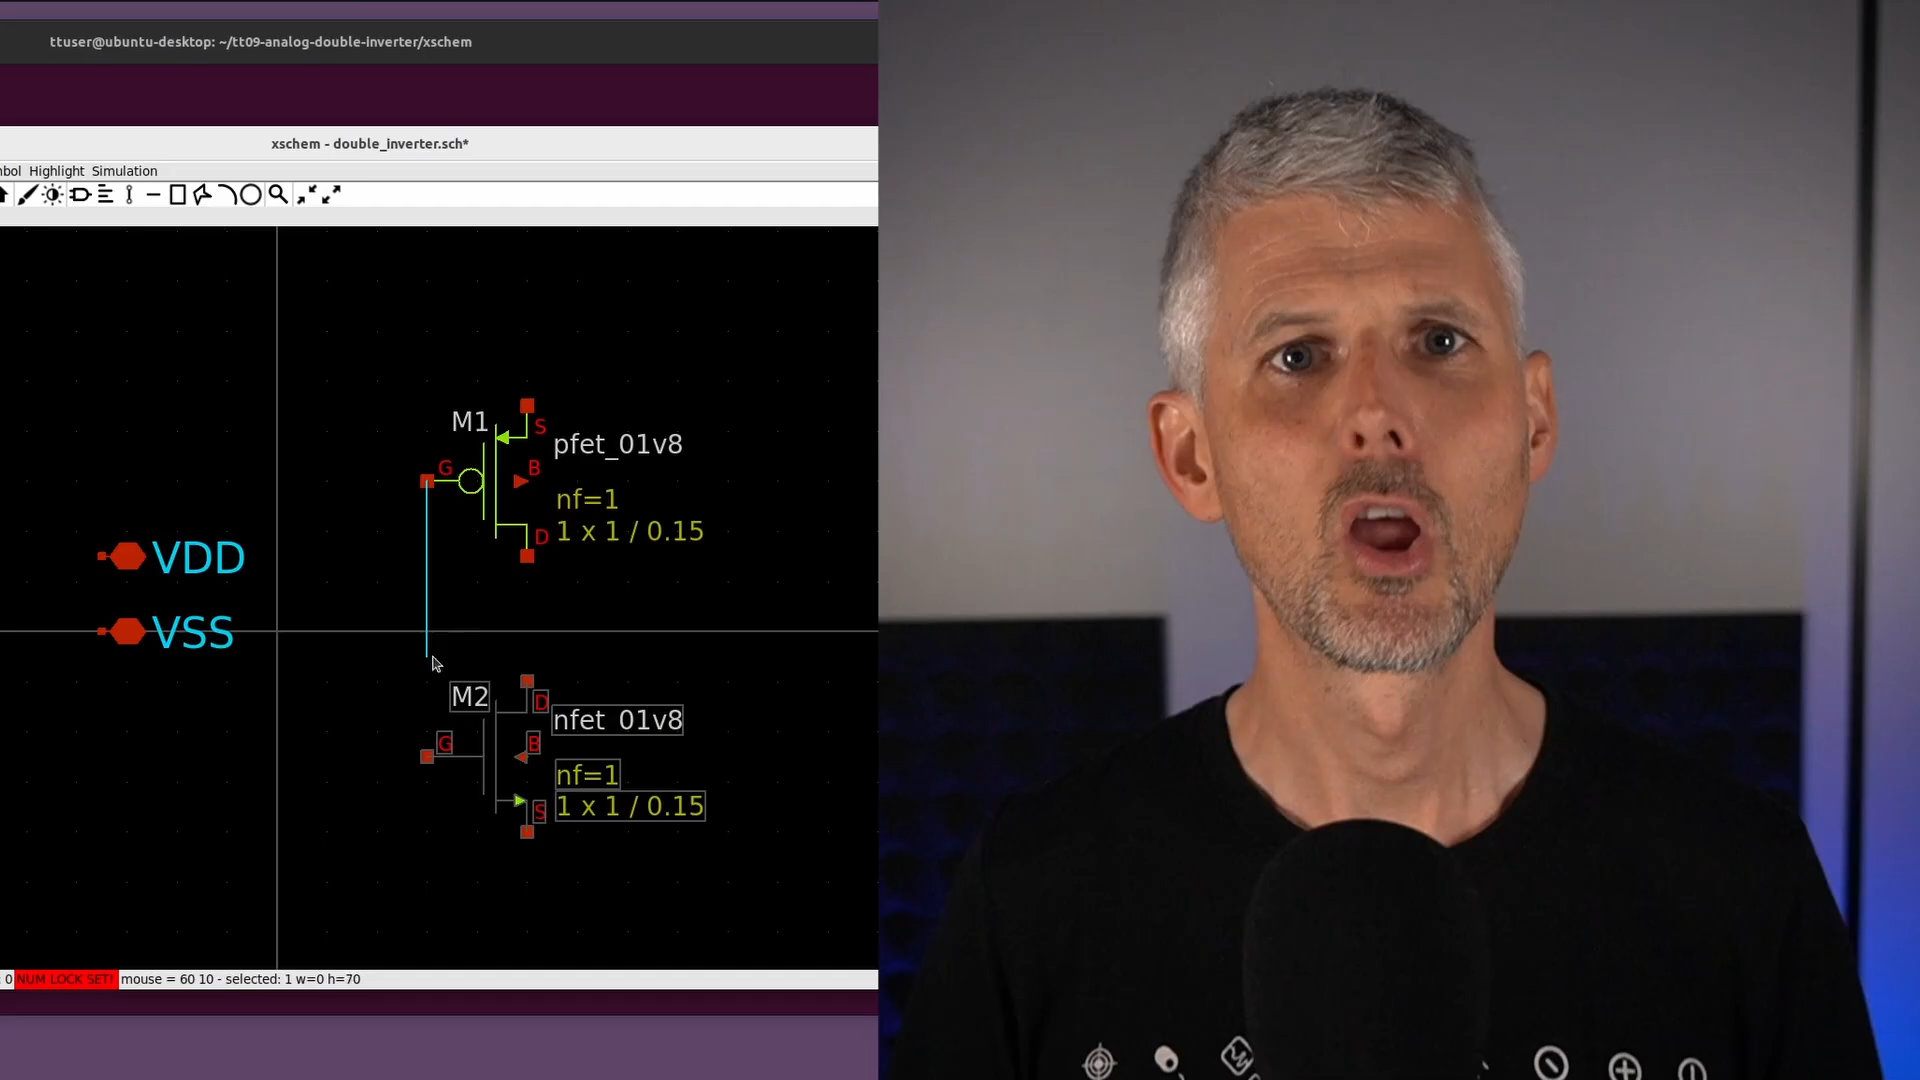 ttuser@ubuntu-desktop: ~/tt09-analog-double-inverter/xschem
xschem - double_inverter.sch*
Highlight Simulation
M1
S
pfet_01v8
G
B
nf=1
D
1 x 1 / 0.15
VDD
VSS
M2
D
nfet_01v8
G
B
nf=1
S
1 x 1 / 0.15
: 0 NUM LOCK SET! mouse = 60 10 - selected: 1 w=0 h=70